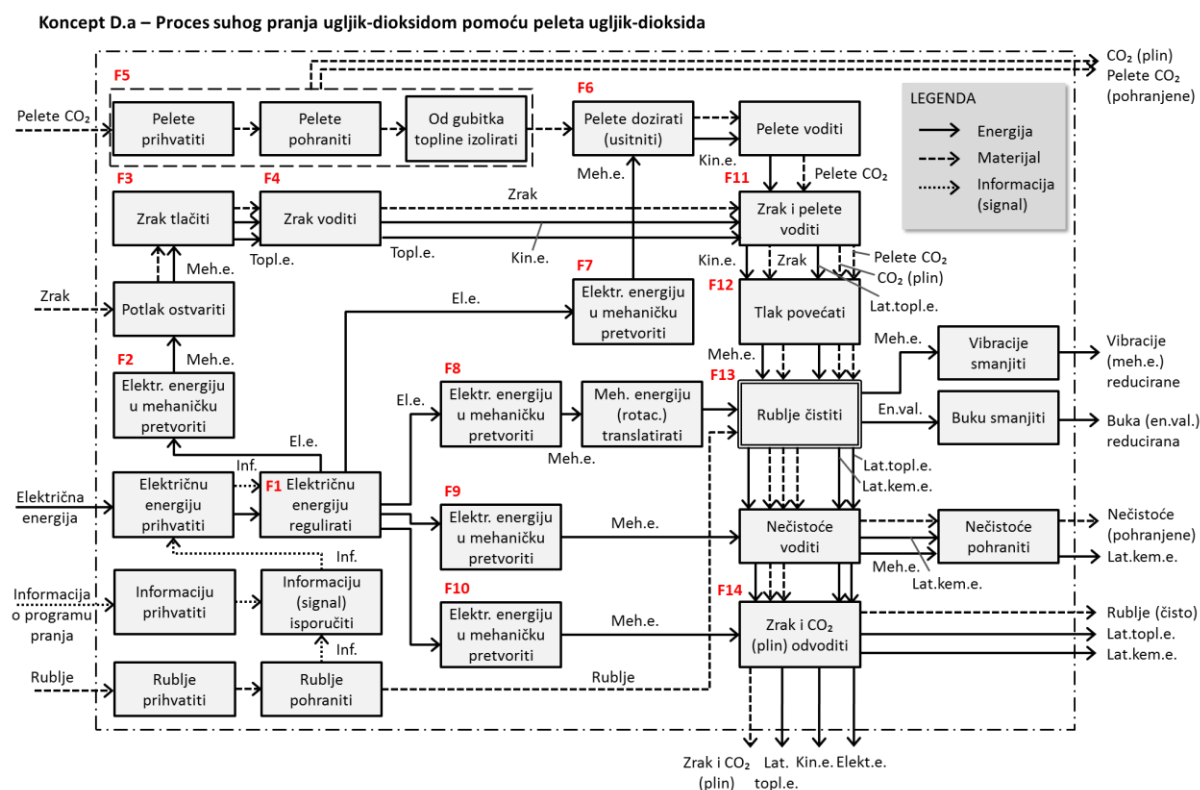 Koncept D.a – Proces suhog pranja ugljik-dioksidom pomoću peleta ugljik-dioksida
CO₂ (plin)
Pelete CO₂
(pohranjene)
F5
F6
LEGENDA
Energija
Materijal
Informacija
(signal)
Pelete CO₂
Pelete
prihvatiti
Pelete
pohraniti
Od gubitka
topline izolirati
Pelete dozirati
(usitniti)
Pelete voditi
Kin.e.
Meh.e.
Pelete CO₂
F3
F4
F11
Zrak tlačiti
Zrak voditi
Zrak
Zrak i pelete
voditi
Topl.e.
Topl.e.
Kin.e.
Meh.e.
Kin.e.
Zrak
Pelete CO₂
CO₂ (plin)
Lat.topl.e.
F7
F12
Zrak
Potlak ostvariti
El.e.
Elektr. energiju
u mehaničku
pretvoriti
Tlak povećati
Meh.e.
Meh.e.
Meh.e.
F2
F8
F13
Elektr. energiju
u mehaničku
pretvoriti
El.e.
Elektr. energiju
u mehaničku
pretvoriti
Meh. energiju
(rotac.)
translatirati
Meh.e.
Rublje čistiti
Vibracije
smanjiti
Vibracije
(meh.e.)
reducirane
En.val.
Buku smanjiti
Buka (en.val.)
reducirana
El.e.
Inf.
Lat.topl.e.
Lat.kem.e.
Električna
energija
Električnu
energiju
prihvatiti
F1
Električnu
energiju
regulirati
F9
Elektr. energiju
u mehaničku
pretvoriti
Meh.e.
Nečistoće
voditi
Nečistoće
pohraniti
Nečistoće
(pohranjene)
Lat.kem.e.
Meh.e.
Lat.kem.e.
Inf.
Informacija
o programu
pranja
Informaciju
prihvatiti
Informaciju
(signal)
isporučiti
F10
Elektr. energiju
u mehaničku
pretvoriti
Meh.e.
F14
Zrak i CO₂
(plin) odvoditi
Rublje (čisto)
Lat.topl.e.
Lat.kem.e.
Inf.
Rublje
Rublje
prihvatiti
Rublje
pohraniti
Rublje
Zrak i CO₂
(plin)
Lat.
topl.e.
Kin.e.
Elekt.e.